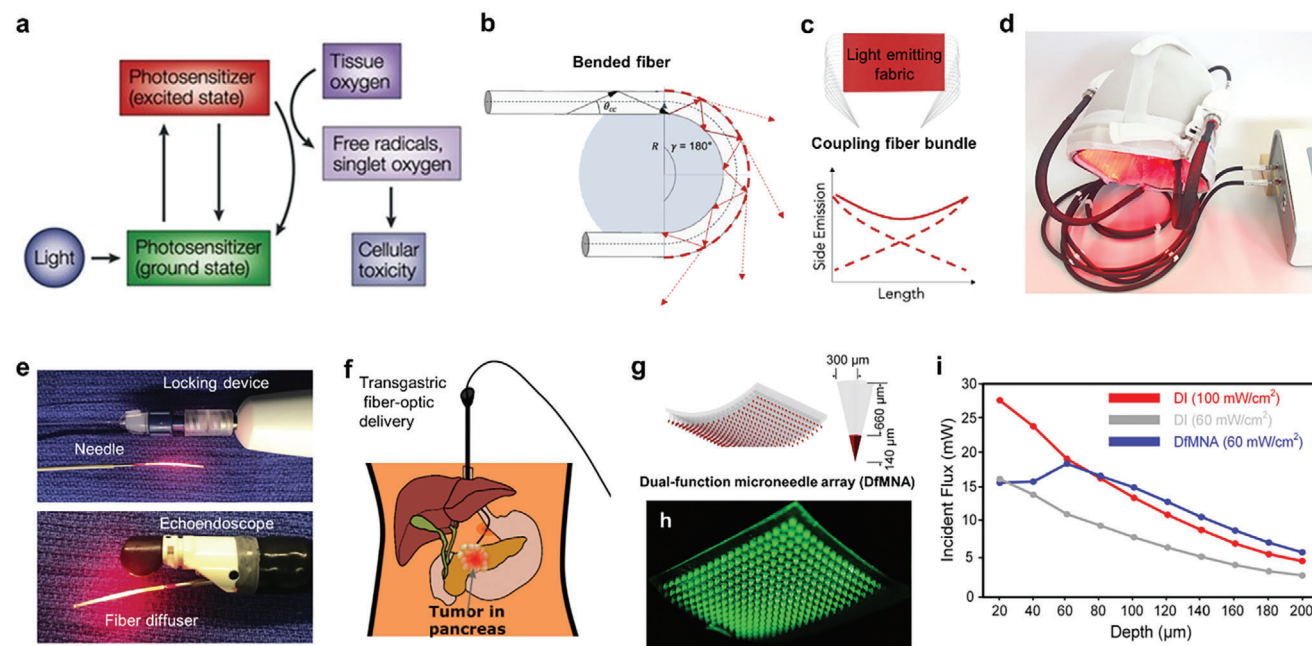 a
Photosensitizer
(excited state)
Tissue
oxygen
Free radicals,
singlet oxygen
Light
Photosensitizer
(ground state)
Cellular
toxicity
b
Bended fiber
θcc
R
γ = 180°
c
Light emitting
fabric
Coupling fiber bundle
Side Emission
Length
d
e
Locking device
Needle
Echoendoscope
Fiber diffuser
f
Transgastric
fiber-optic
delivery
Tumor in
pancreas
g
300 μm
660 μm
140 μm
Dual-function microneedle array (DfMNA)
h
i
DI (100 mW/cm²)
DI (60 mW/cm²)
DfMNA (60 mW/cm²)
Incident Flux (mW)
30
25
20
15
10
5
0
20 40 60 80 100 120 140 160 180 200
Depth (μm)